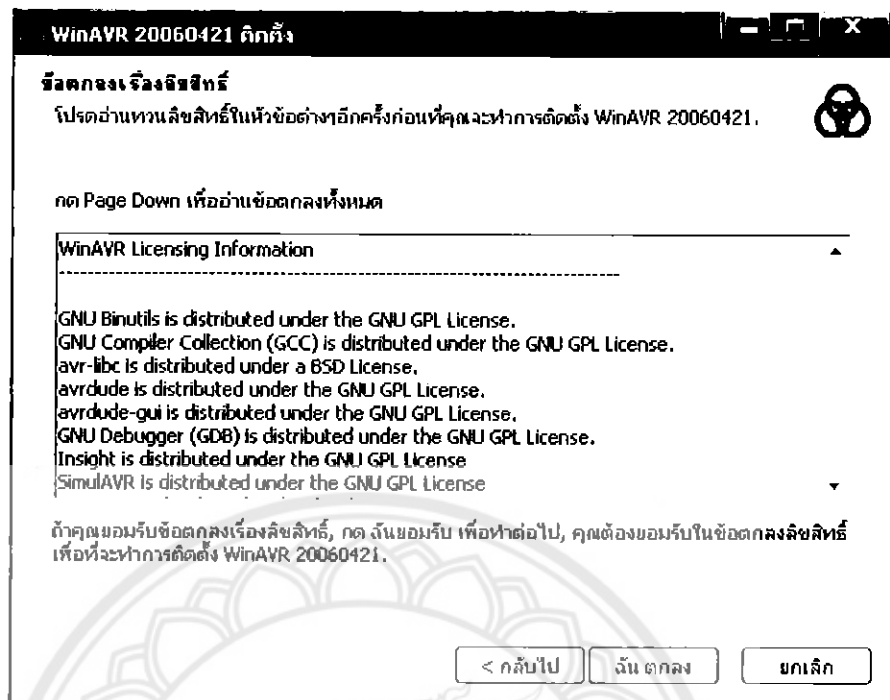 WinAVR 20060421 ติดตั้ง
ข้อตกลงเรื่องลิขสิทธิ์
โปรดอ่านทวนลิขสิทธิ์ในหัวข้อต่างๆอีกครั้งก่อนที่คุณจะทำการติดตั้ง WinAVR 20060421.
กด Page Down เพื่ออ่านข้อตกลงทั้งหมด
WinAVR Licensing Information
--------------------------------------------------------------------------------
GNU Binutils is distributed under the GNU GPL License.
GNU Compiler Collection (GCC) is distributed under the GNU GPL License.
avr-libc is distributed under a BSD License.
avrdude is distributed under the GNU GPL License.
avrdude-gui is distributed under the GNU GPL License.
GNU Debugger (GDB) is distributed under the GNU GPL License.
Insight is distributed under the GNU GPL License
SimulAVR is distributed under the GNU GPL License
ถ้าคุณยอมรับข้อตกลงเรื่องลิขสิทธิ์, กด ฉันยอมรับ เพื่อทำต่อไป, คุณต้องยอมรับในข้อตกลงลิขสิทธิ์
เพื่อที่จะทำการติดตั้ง WinAVR 20060421.
< กลับไป ฉัน ตกลง ยกเลิก